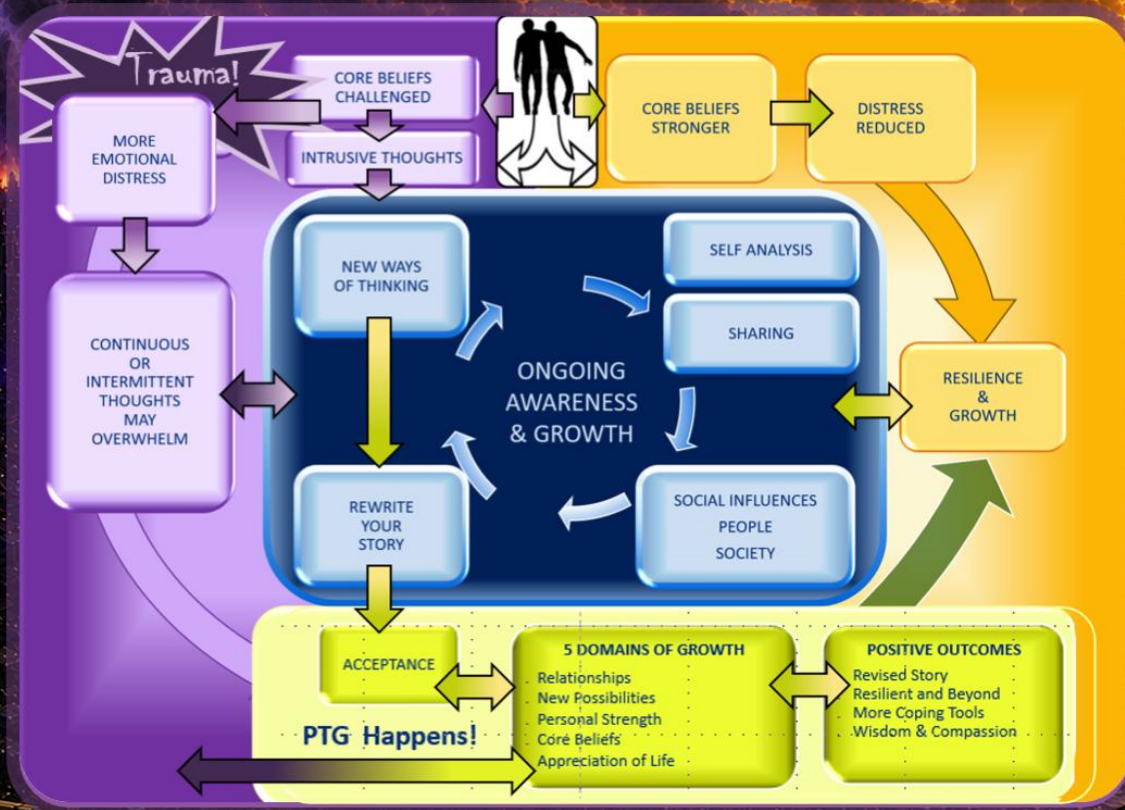 Trauma!
CORE BELIEFS
CHALLENGED
INTRUSIVE THOUGHTS
MORE
EMOTIONAL
DISTRESS
CONTINUOUS
OR
INTERMITTENT
THOUGHTS
MAY
OVERWHELM
CORE BELIEFS
STRONGER
DISTRESS
REDUCED
RESILIENCE
&
GROWTH
NEW WAYS
OF THINKING
SELF ANALYSIS
SHARING
ONGOING
AWARENESS
& GROWTH
REWRITE
YOUR
STORY
SOCIAL INFLUENCES
PEOPLE
SOCIETY
ACCEPTANCE
PTG Happens!
5 DOMAINS OF GROWTH
Relationships
New Possibilities
Personal Strength
Core Beliefs
Appreciation of Life
POSITIVE OUTCOMES
Revised Story
Resilient and Beyond
More Coping Tools
Wisdom & Compassion